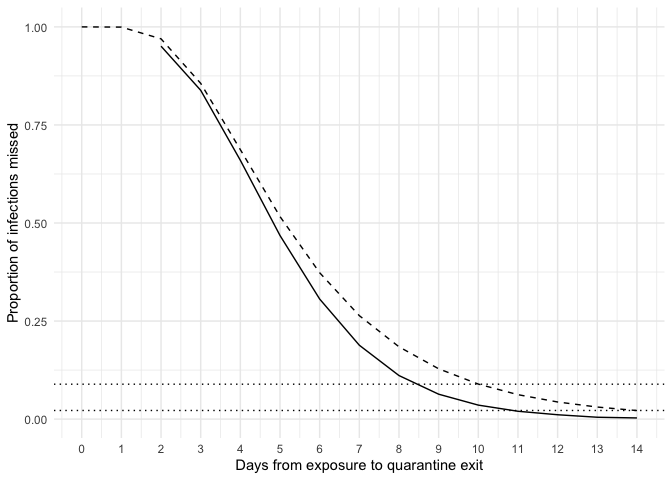 1.00
0.75
0.50
0.25
0.00
Proportion of infections missed
0 1 2 3 4 5 6 7 8 9 10 11 12 13 14
Days from exposure to quarantine exit